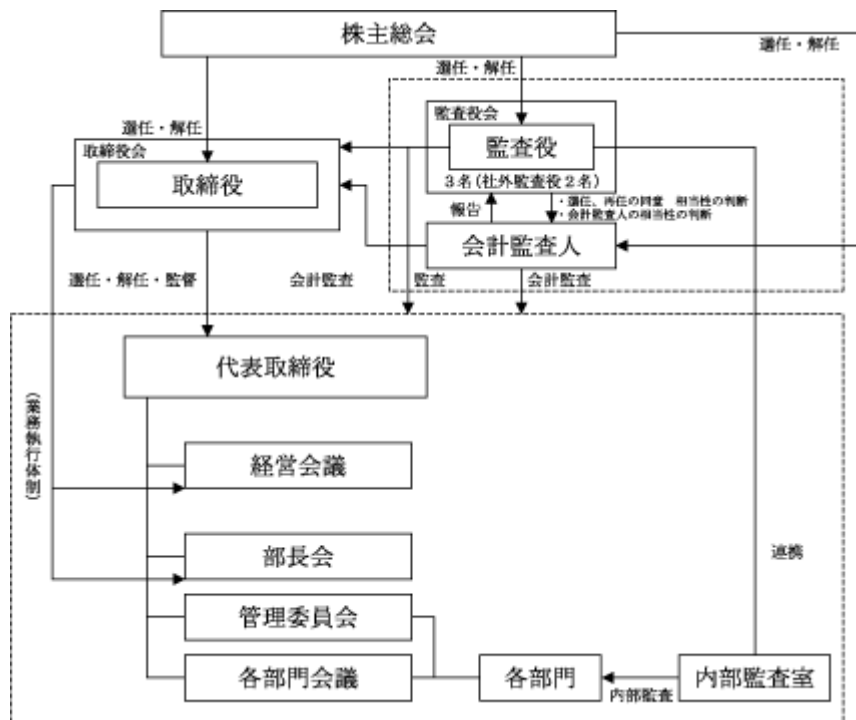 株主総会
選任・解任
選任・解任
選任・解任
監査役会
監査役
3名(社外監査役2名)
取締役会
取締役
報告
・選任、再任の同意 相当性の判断
・会計監査人の相当性の判断
会計監査人
選任・解任・監督
会計監査
監査
会計監査
代表取締役
(業務執行体制)
経営会議
部長会
連携
管理委員会
各部門会議
各部門
内部監査
内部監査室